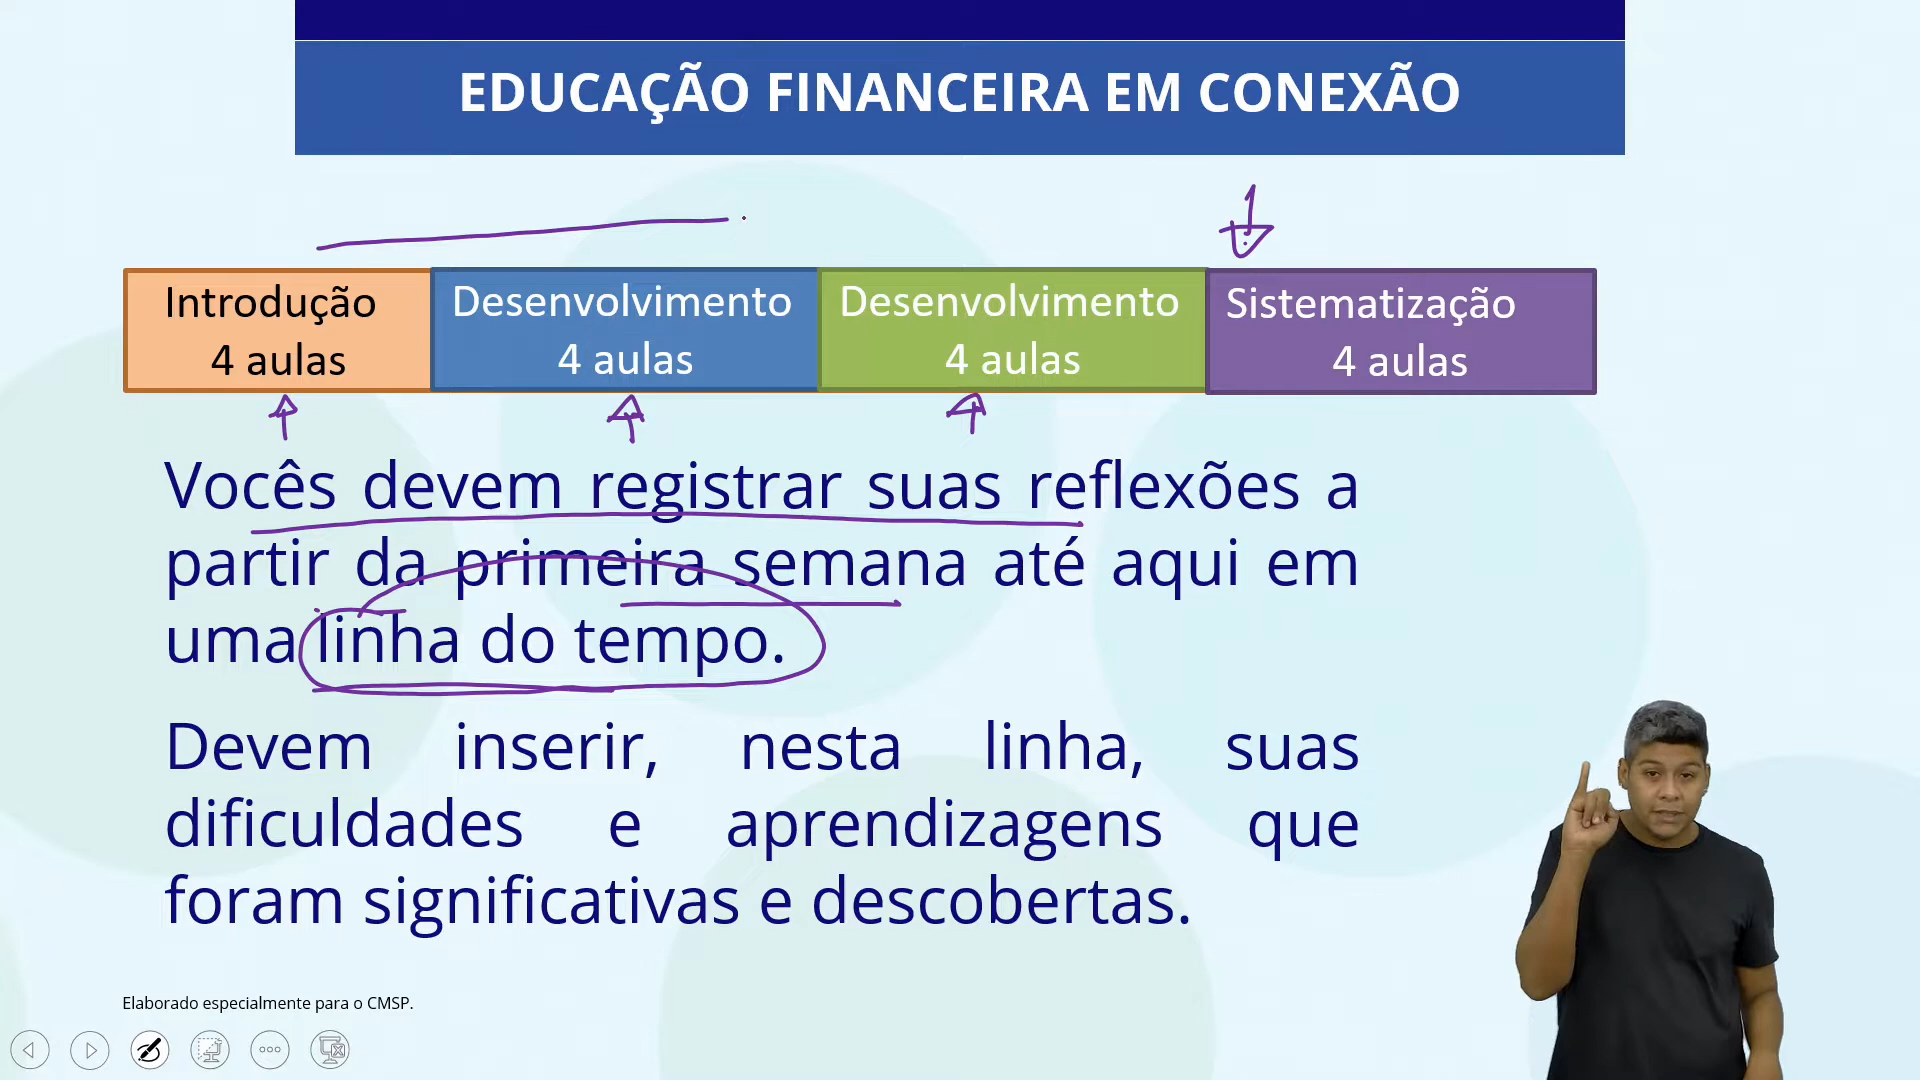 EDUCAÇÃO FINANCEIRA EM CONEXÃO
Introdução
4 aulas
Desenvolvimento
4 aulas
Desenvolvimento
4 aulas
Sistematização
4 aulas
Vocês devem registrar suas reflexões a
partir da primeira semana até aqui em
uma linha do tempo.
Devem inserir, nesta linha, suas
dificuldades e aprendizagens que
foram significativas e descobertas.
Elaborado especialmente para o CMSP.